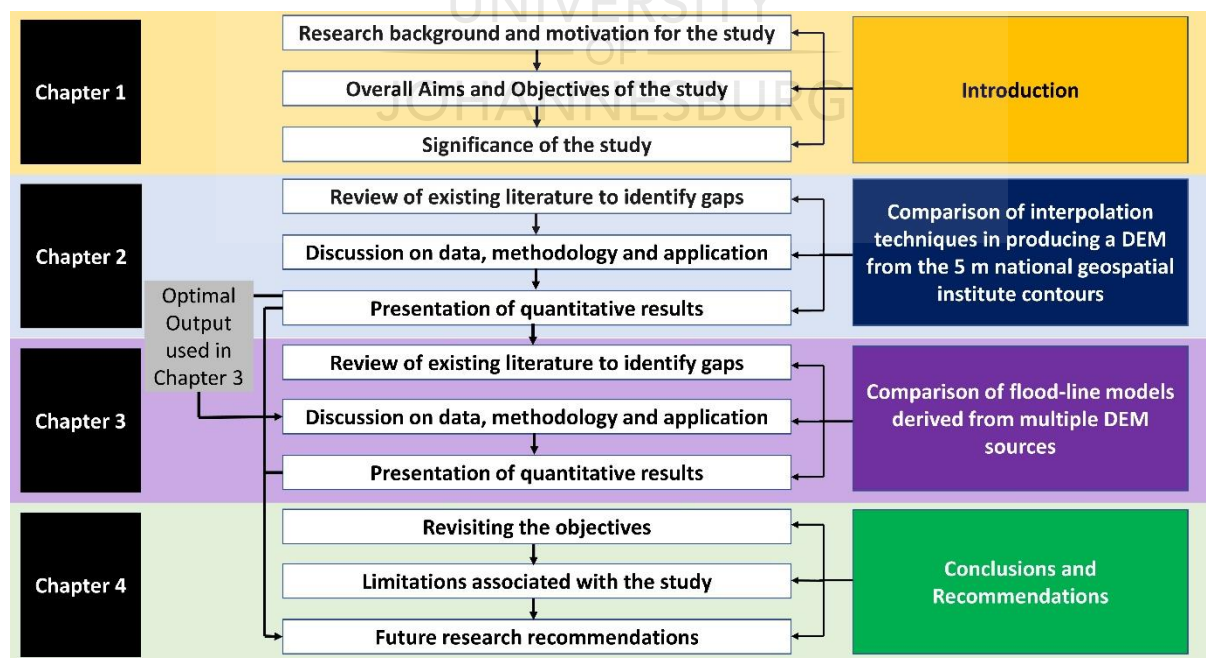 UNIVERSITY
OF
JOHANNESBURG
Chapter 1
Research background and motivation for the study
Overall Aims and Objectives of the study
Significance of the study
Introduction
Chapter 2
Review of existing literature to identify gaps
Discussion on data, methodology and application
Presentation of quantitative results
Comparison of interpolation
techniques in producing a DEM
from the 5 m national geospatial
institute contours
Optimal
Output
used in
Chapter 3
Chapter 3
Review of existing literature to identify gaps
Discussion on data, methodology and application
Presentation of quantitative results
Comparison of flood-line models
derived from multiple DEM
sources
Chapter 4
Revisiting the objectives
Limitations associated with the study
Future research recommendations
Conclusions and
Recommendations